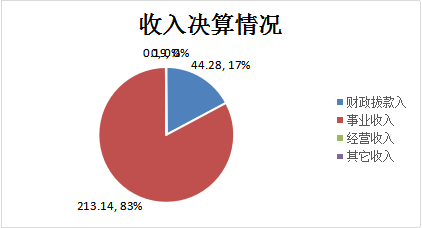 收入决算情况
44.28, 17%
213.14, 83%
财政拨款入
事业收入
经营收入
其它收入